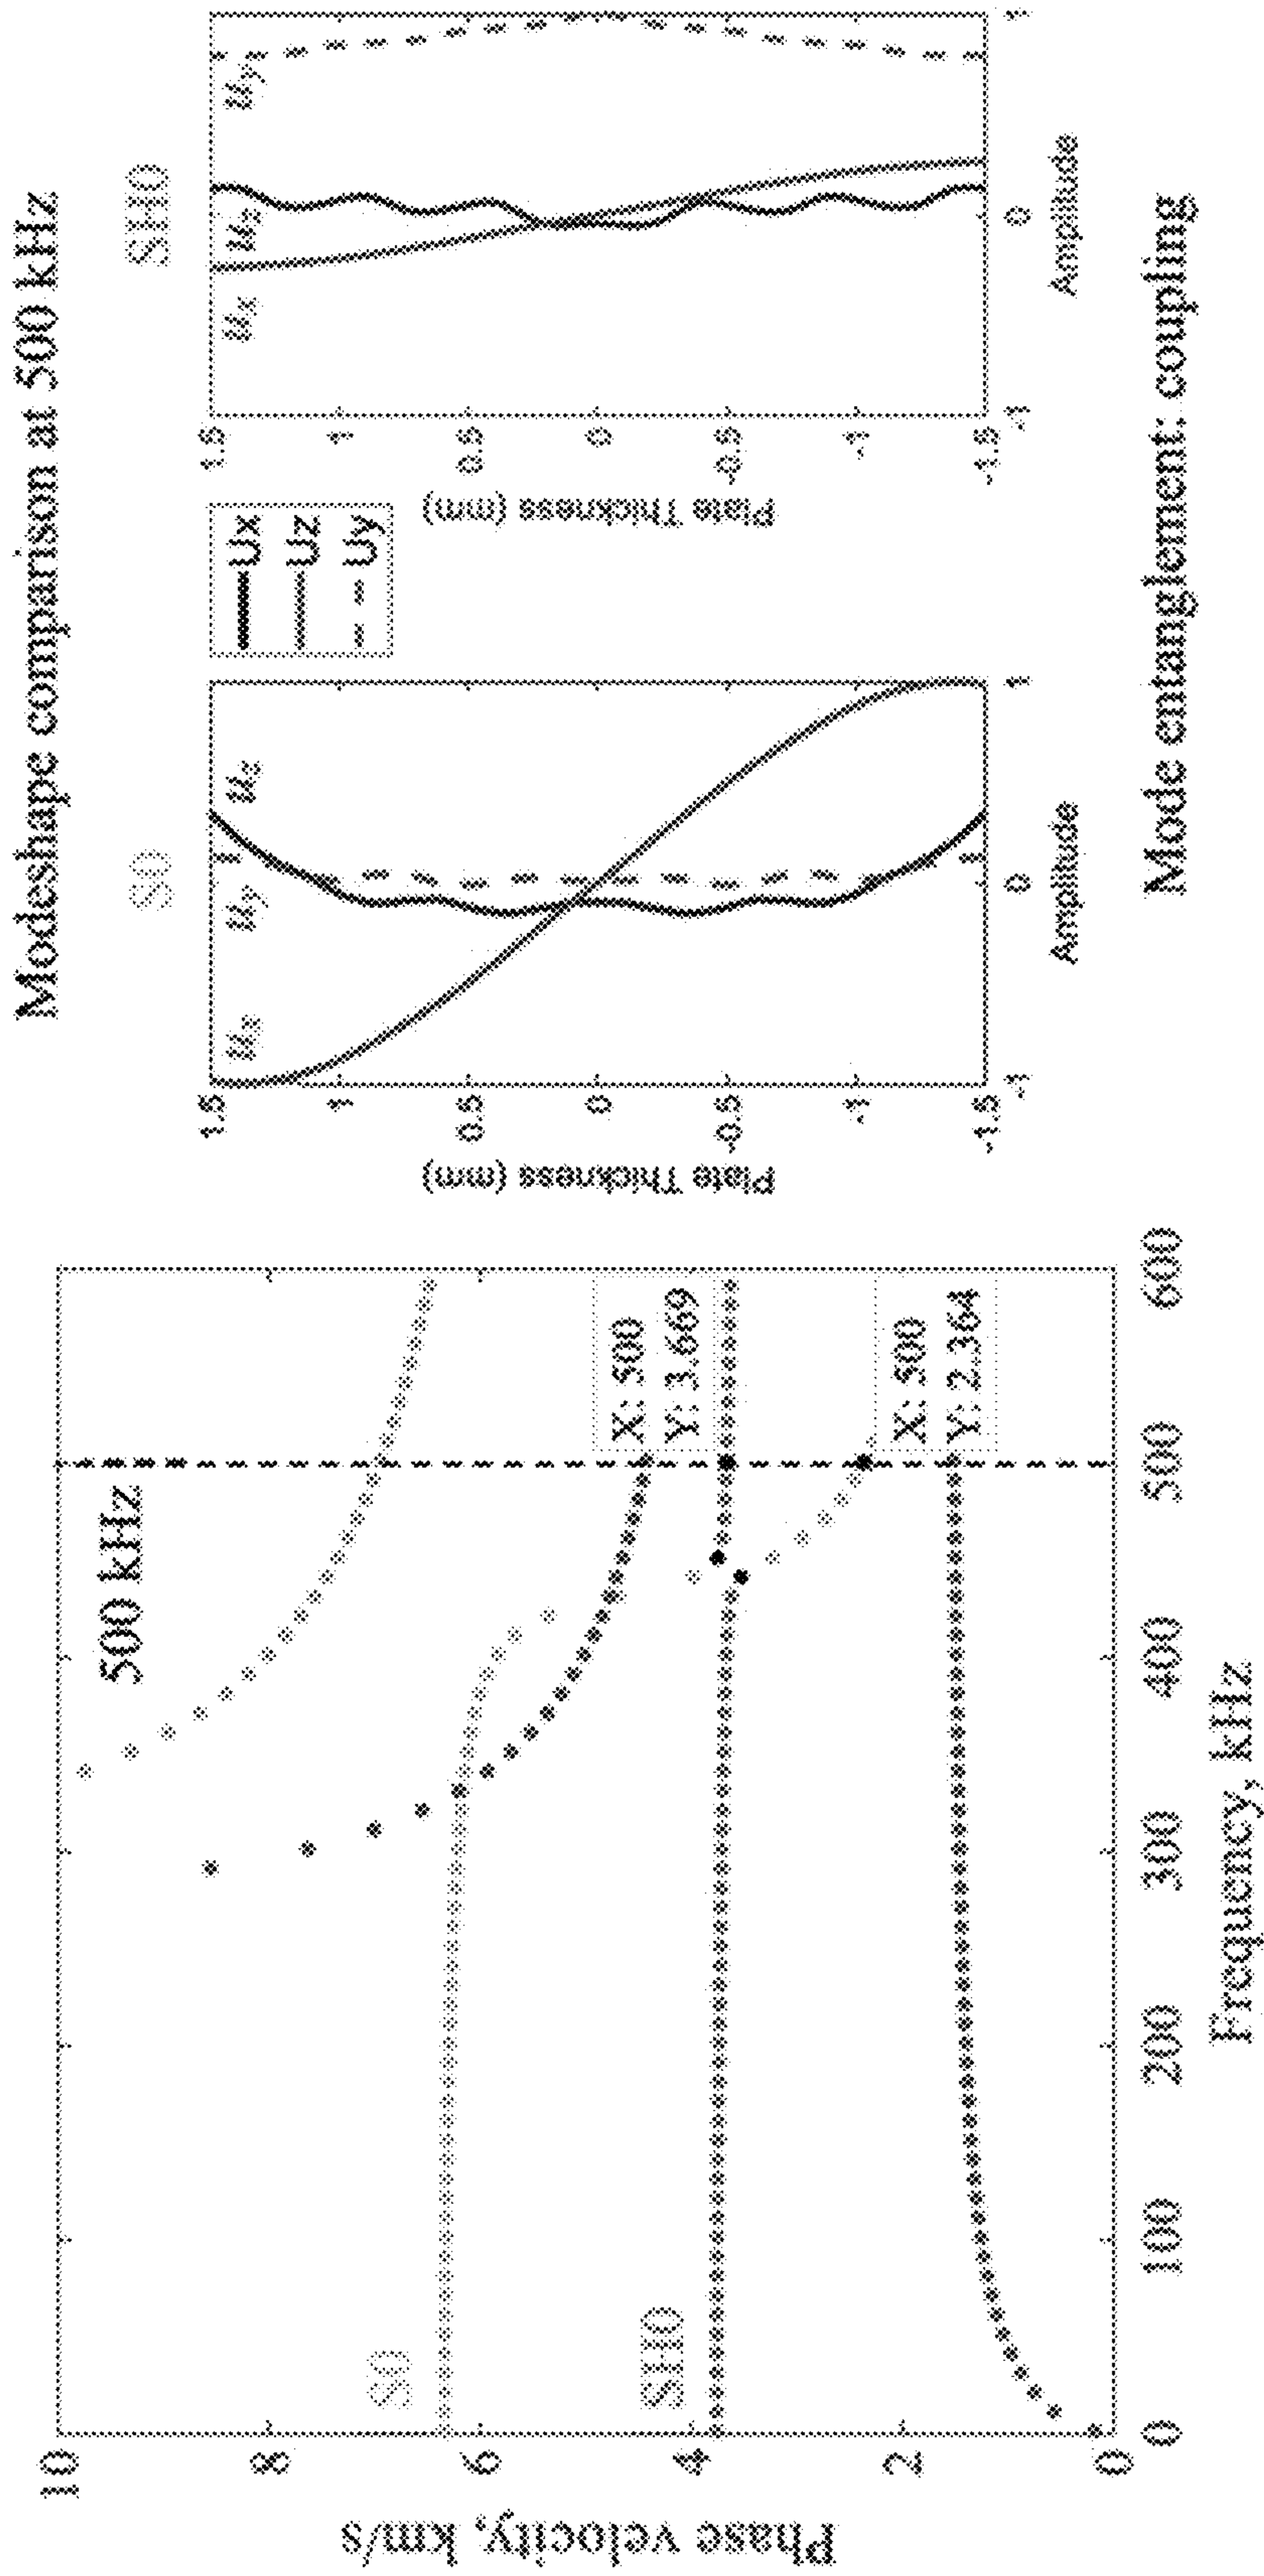 Modeshape comparison at 500 kHz
10
8
6
4
2
0
Phase velocity, km/s
500 kHz
S0
SH0
X: 500
Y: 3.669
X: 500
Y: 2.364
0 100 200 300 400 500 600
Frequency, kHz
S0
1.5
1
0.5
0
-0.5
-1
-1.5
Plate Thickness (mm)
uy
-1 0 1
Amplitude
Ux
Uz
Uy
SH0
1.5
1
0.5
0
-0.5
-1
-1.5
Plate Thickness (mm)
uy
-1 0 1
Amplitude
Mode entanglement: coupling